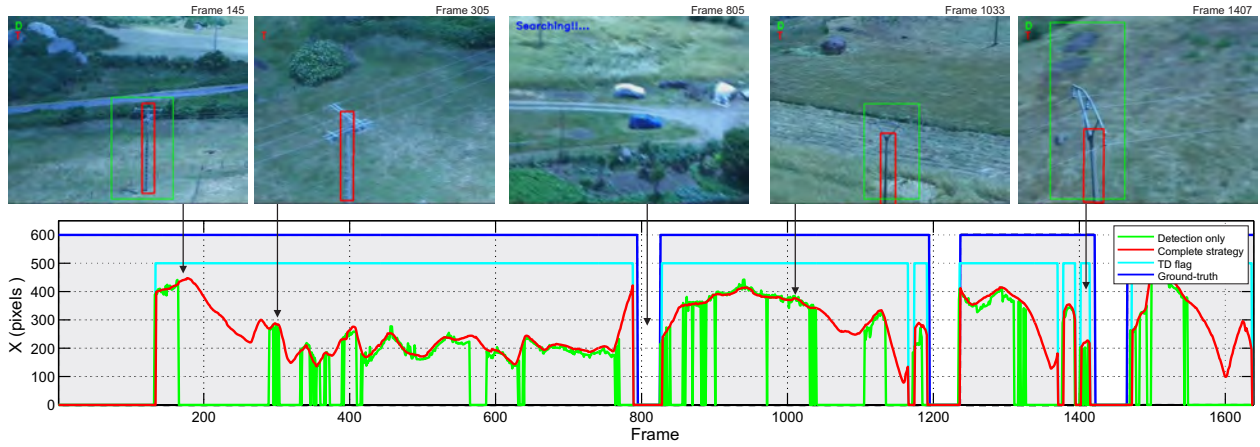 Frame 145
Frame 305
Frame 805
Frame 1033
Frame 1407
D
T
T
Searching!!...
D
T
D
T
600
500
400
300
200
100
0
X (pixels)
Detection only
Complete strategy
TD flag
Ground-truth
200
400
600
800
1000
1200
1400
1600
Frame